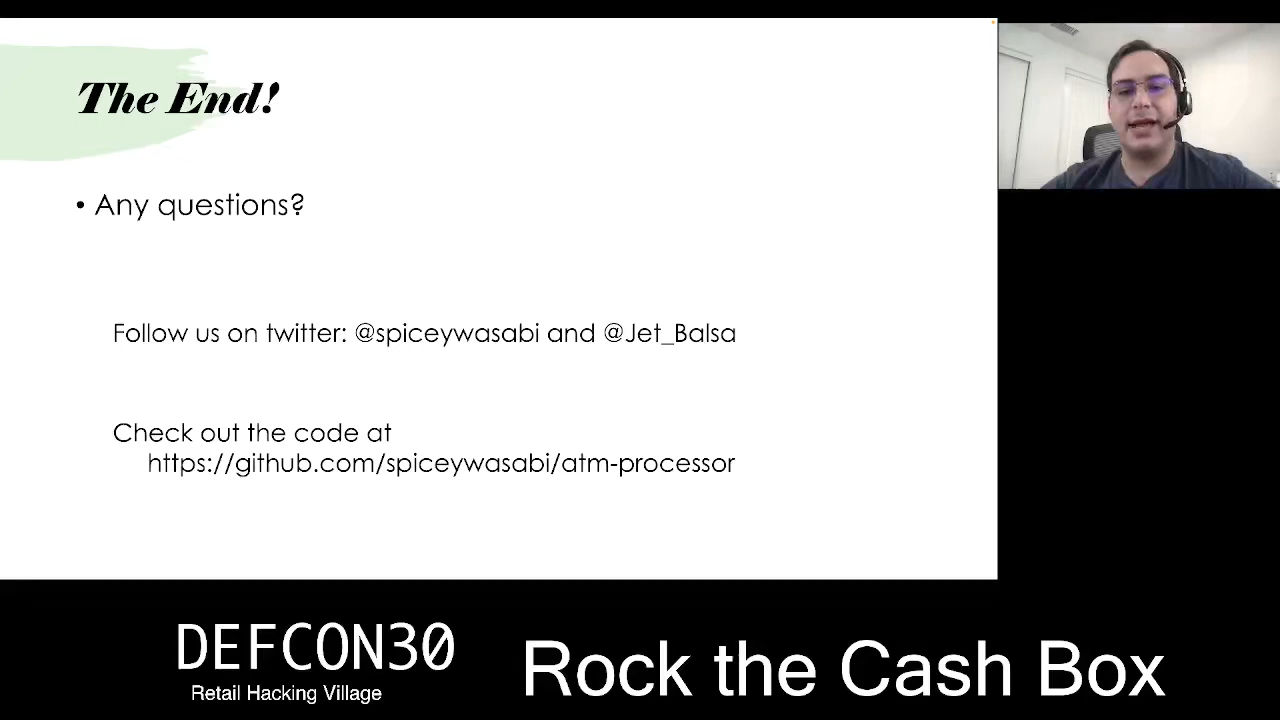 The End!
• Any questions?
Follow us on twitter: @spiceywasabi and @Jet_Balsa
Check out the code at
https://github.com/spiceywasabi/atm-processor
DEFCON30
Retail Hacking Village
Rock the Cash Box